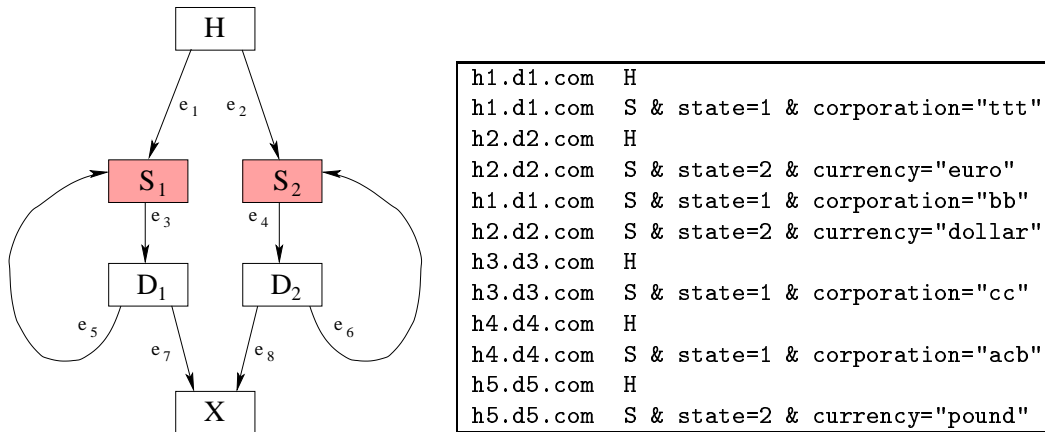 H
e1 e2
S1 S2
e3 e4
D1 D2
e5 e6
e7 e8
X
h1.d1.com H
h1.d1.com S & state=1 & corporation="ttt"
h2.d2.com H
h2.d2.com S & state=2 & currency="euro"
h1.d1.com S & state=1 & corporation="bb"
h2.d2.com S & state=2 & currency="dollar"
h3.d3.com H
h3.d3.com S & state=1 & corporation="cc"
h4.d4.com H
h4.d4.com S & state=1 & corporation="acb"
h5.d5.com H
h5.d5.com S & state=2 & currency="pound"